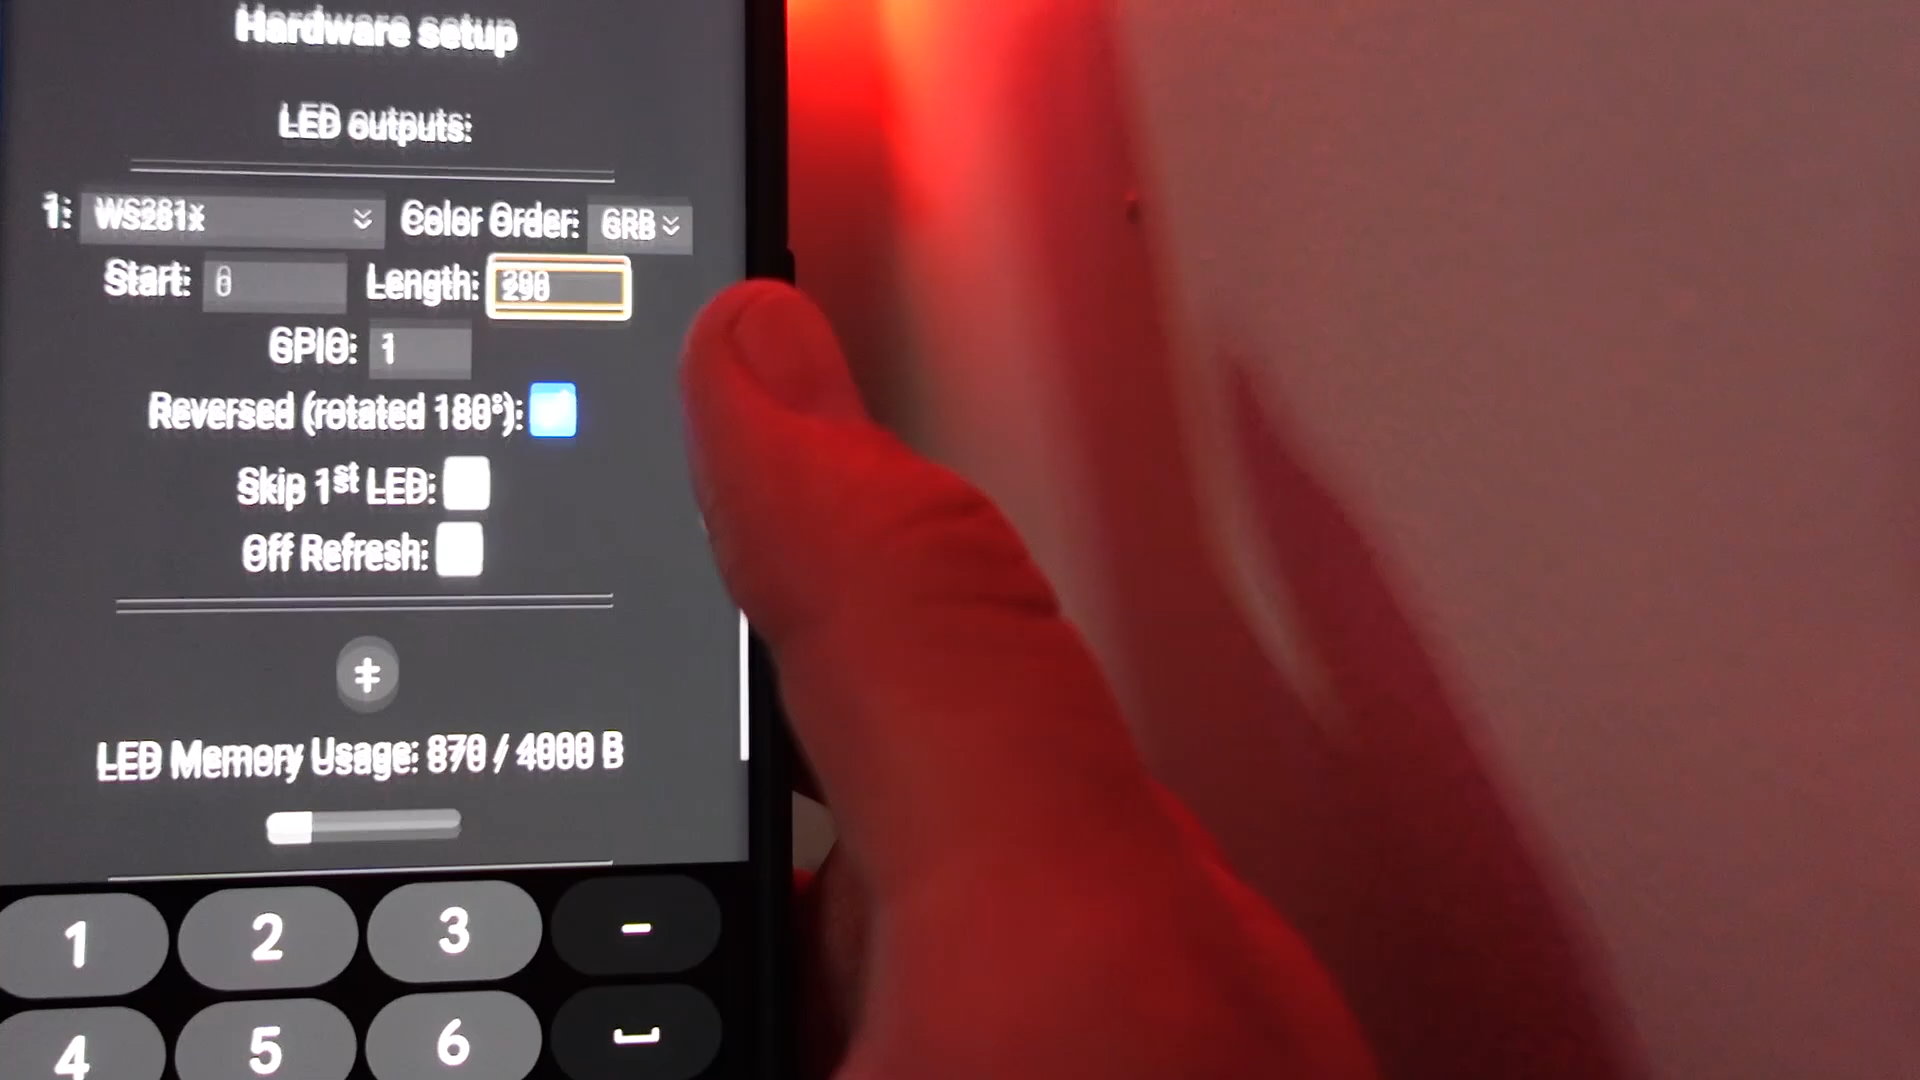 Hardware setup
LED outputs:
1: WS281x Color Order: GRB
Start: 0 Length: 290
GPIO: 1
Reversed (rotated 180°):
Skip 1st LED:
Off Refresh:
+
LED Memory Usage: 870 / 4000 B
1 2 3 -
4 5 6